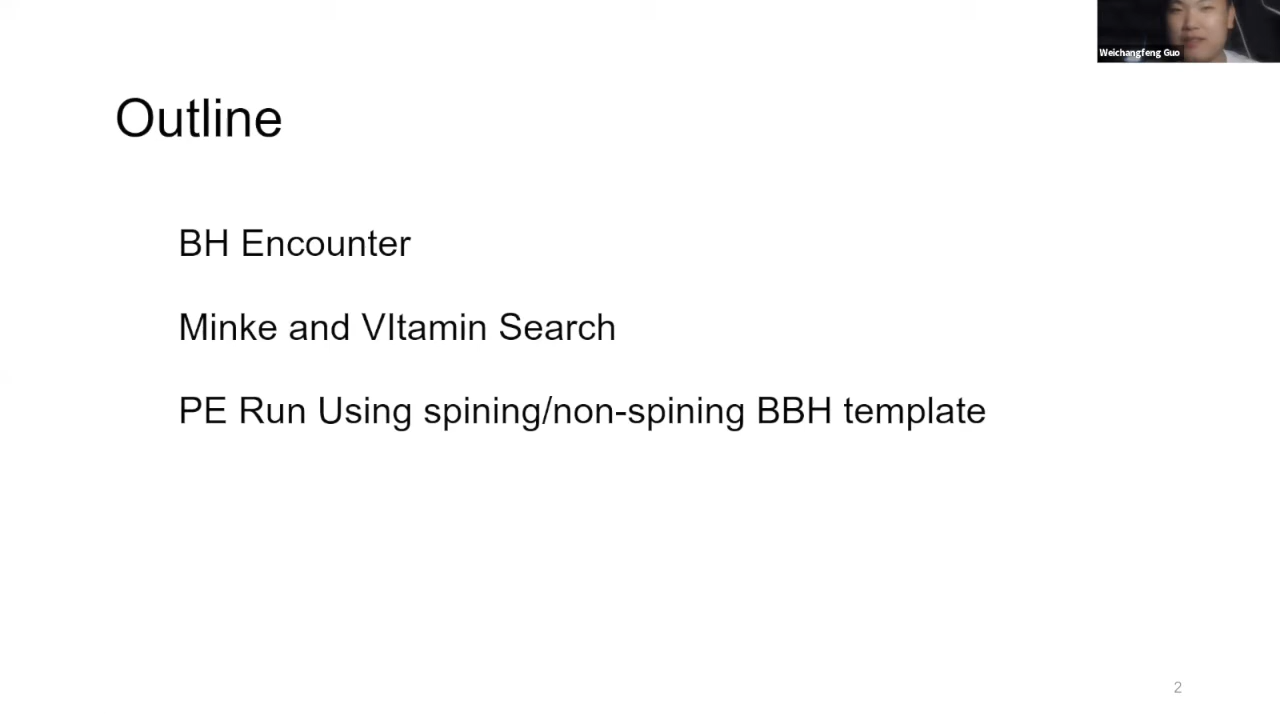 Weichangfeng Guo
Outline
BH Encounter
Minke and VItamin Search
PE Run Using spining/non-spining BBH template
2